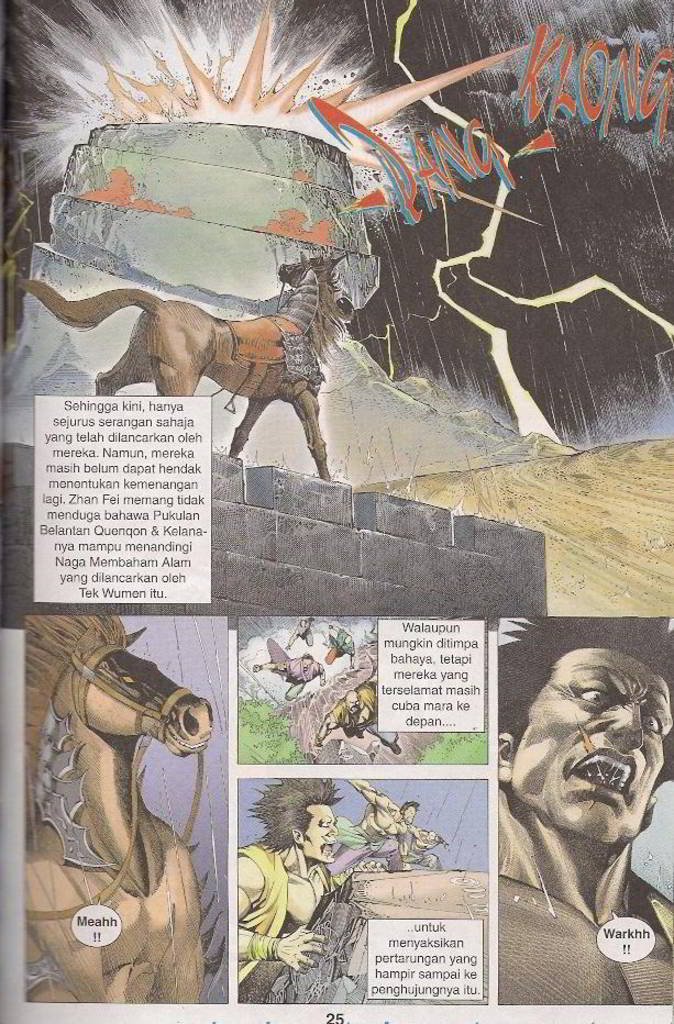 KLONG
DANG
Sehingga kini, hanya
sejurus serangan sahaja
yang telah dilancarkan oleh
mereka. Namun, mereka
masih belum dapat hendak
menentukan kemenangan
lagi. Zhan Fei memang tidak
menduga bahawa Pukulan
Belantan Quenqon & Kelana-
nya mampu menandingi
Naga Membaham Alam
yang dilancarkan oleh
Tek Wumen itu.
Walaupun
mungkin ditimpa
bahaya, tetapi
mereka yang
terselamat masih
cuba mara ke
depan....
Meahh
!!
..untuk
menyaksikan
pertarungan yang
hampir sampai ke
penghujungnya itu.
Warkhh
!!
25